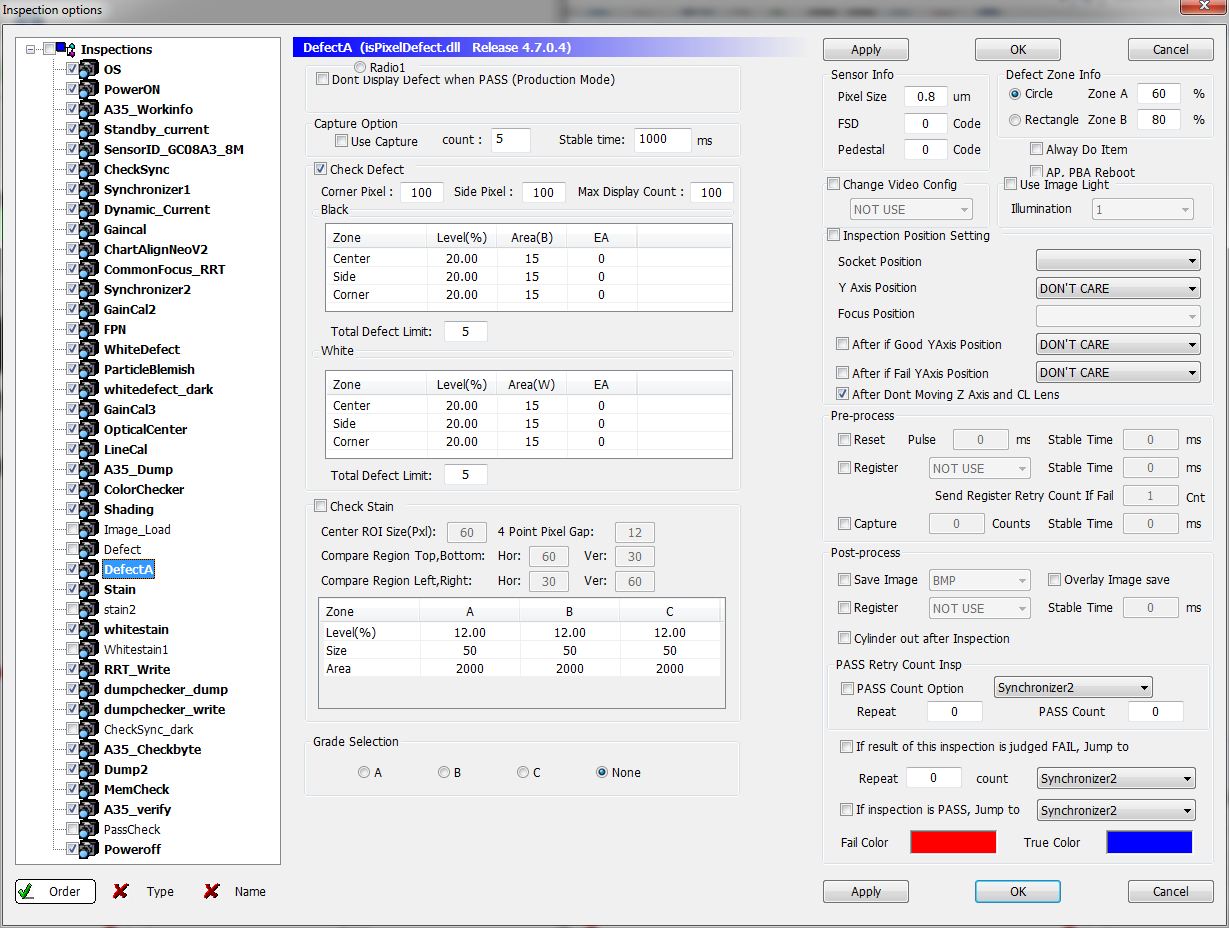 Inspection options
Inspections
OS
PowerON
A35_Workinfo
Standby_current
SensorID_GC08A3_8M
CheckSync
Synchronizer1
Dynamic_Current
Gaincal
ChartAlignNeoV2
CommonFocus_RRT
Synchronizer2
GainCal2
FPN
WhiteDefect
ParticleBlemish
whitedefect_dark
GainCal3
OpticalCenter
LineCal
A35_Dump
ColorChecker
Shading
Image_Load
Defect
DefectA
Stain
stain2
whitestain
Whitestain1
RRT_Write
dumpchecker_dump
dumpchecker_write
CheckSync_dark
A35_Checkbyte
Dump2
MemCheck
A35_verify
PassCheck
Poweroff
Order Type Name
DefectA (isPixelDefect.dll Release 4.7.0.4)
Radio1
Dont Display Defect when PASS (Production Mode)
Capture Option
Use Capture count : 5 Stable time: 1000 ms
Check Defect
Corner Pixel : 100 Side Pixel : 100 Max Display Count : 100
Black
Zone Level(%) Area(B) EA
Center 20.00 15 0
Side 20.00 15 0
Corner 20.00 15 0
Total Defect Limit: 5
White
Zone Level(%) Area(W) EA
Center 20.00 15 0
Side 20.00 15 0
Corner 20.00 15 0
Total Defect Limit: 5
Check Stain
Center ROI Size(Pxl): 60 4 Point Pixel Gap: 12
Compare Region Top,Bottom: Hor: 60 Ver: 30
Compare Region Left,Right: Hor: 30 Ver: 60
Zone A B C
Level(%) 12.00 12.00 12.00
Size 50 50 50
Area 2000 2000 2000
Grade Selection
A B C None
Apply OK Cancel
Sensor Info
Pixel Size 0.8 um
FSD 0 Code
Pedestal 0 Code
Defect Zone Info
Circle Zone A 60 %
Rectangle Zone B 80 %
Alway Do Item
AP, PBA Reboot
Change Video Config
NOT USE
Use Image Light
Illumination 1
Inspection Position Setting
Socket Position
Y Axis Position DON'T CARE
Focus Position
After if Good YAxis Position DON'T CARE
After if Fail YAxis Position DON'T CARE
After Dont Moving Z Axis and CL Lens
Pre-process
Reset Pulse 0 ms Stable Time 0 ms
Register NOT USE Stable Time 0 ms
Send Register Retry Count If Fail 1 Cnt
Capture 0 Counts Stable Time 0 ms
Post-process
Save Image BMP Overlay Image save
Register NOT USE Stable Time 0 ms
Cylinder out after Inspection
PASS Retry Count Insp
PASS Count Option Synchronizer2
Repeat 0 PASS Count 0
If result of this inspection is judged FAIL, Jump to
Repeat 0 count Synchronizer2
If inspection is PASS, Jump to Synchronizer2
Fail Color True Color
Apply OK Cancel